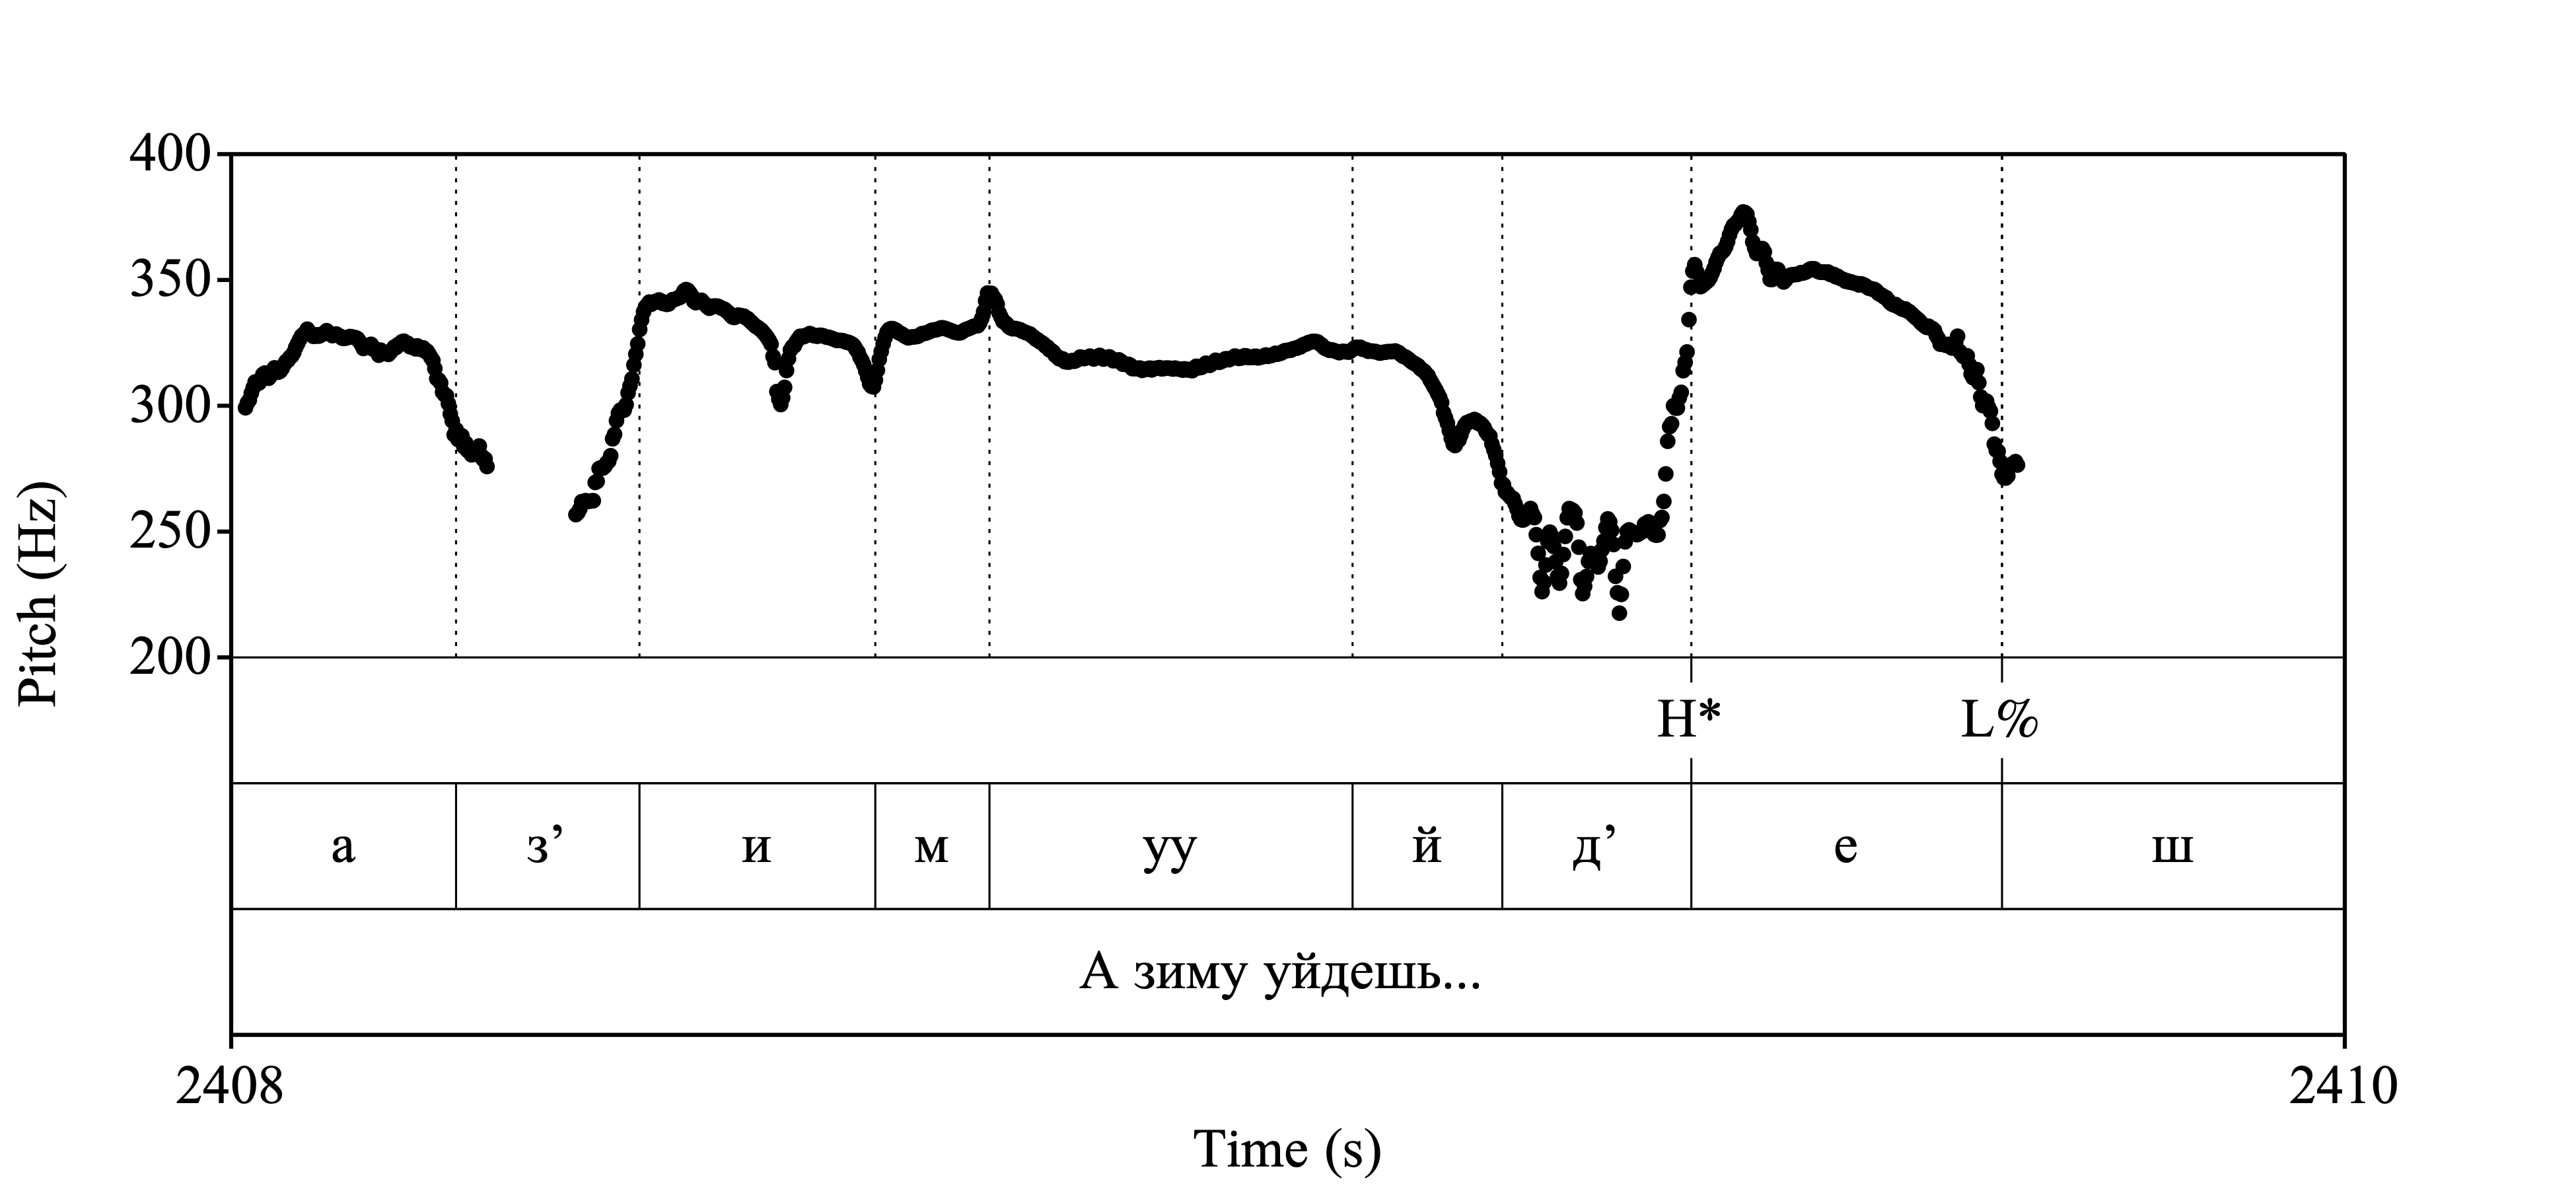 400
350
300
250
200
Pitch (Hz)
H* L%
а з’ и м уу й д’ е ш
А зиму уйдешь...
2408 2410
Time (s)